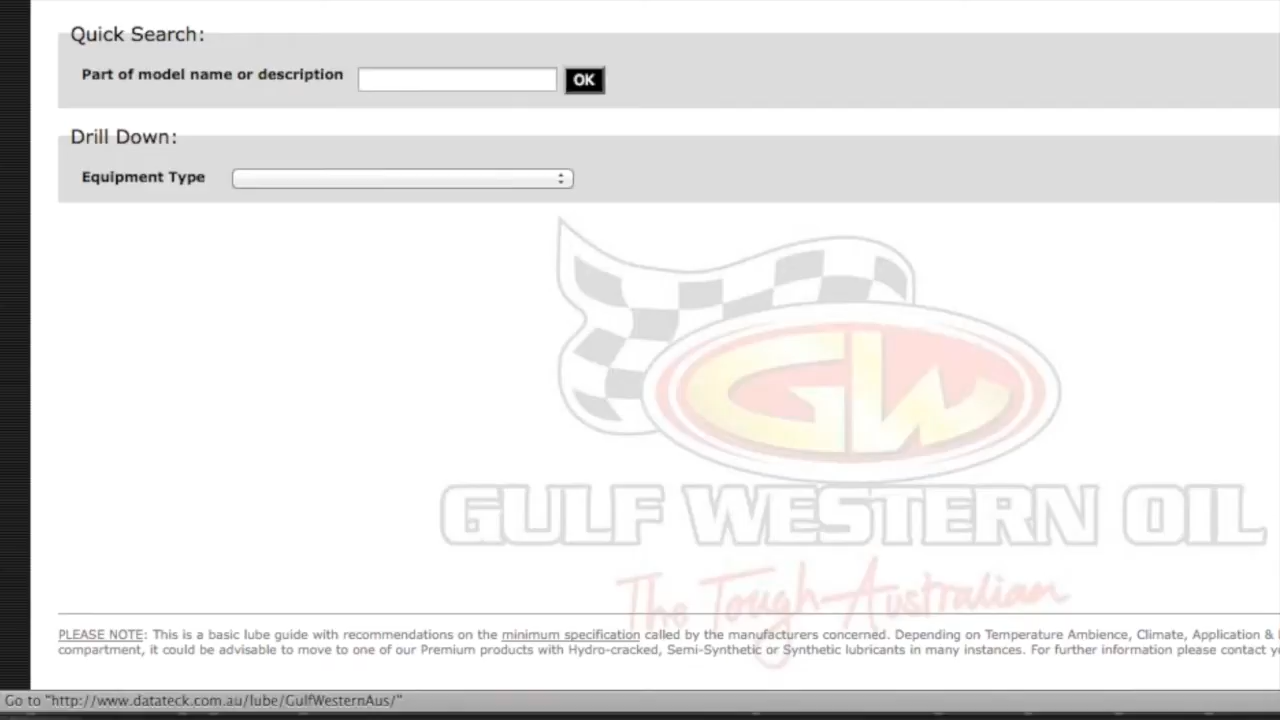 Quick Search:
Part of model name or description
OK
Drill Down:
Equipment Type
GW
GULF WESTERN OIL
The Tough Australian
PLEASE NOTE: This is a basic lube guide with recommendations on the minimum specification called by the manufacturers concerned. Depending on Temperature Ambience, Climate, Application &
compartment, it could be advisable to move to one of our Premium products with Hydro-cracked, Semi-Synthetic or Synthetic lubricants in many instances. For further information please contact
Go to "http://www.datateck.com.au/lube/GulfWesternAus/"